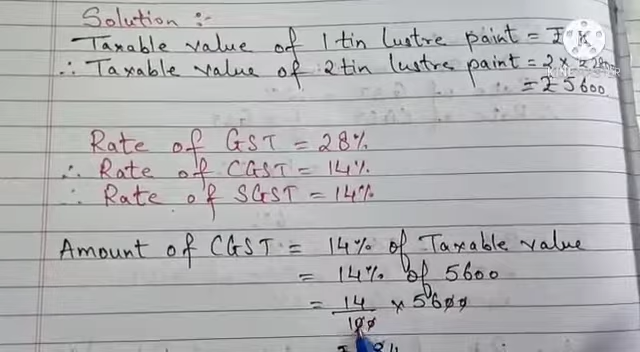 Solution :-
Taxable value of 1 tin lustre paint = ₹
∴ Taxable value of 2 tin lustre paint = 2 ×
= ₹ 5600
Rate of GST = 28%
∴ Rate of CGST = 14%
∴ Rate of SGST = 14%
Amount of CGST = 14% of Taxable value
= 14% of 5600
= 14/100 × 5600